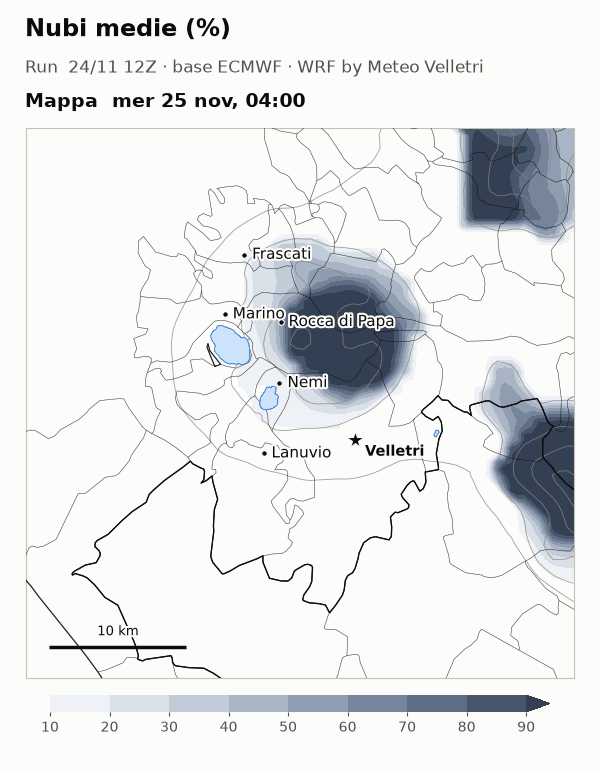 Nubi medie (%)
Run  24/11 12Z · base ECMWF · WRF by Meteo Velletri
Mappa  mer 25 nov, 04:00
Frascati
Marino
Rocca di Papa
Nemi
Velletri
Lanuvio
10 km
10 20 30 40 50 60 70 80 90